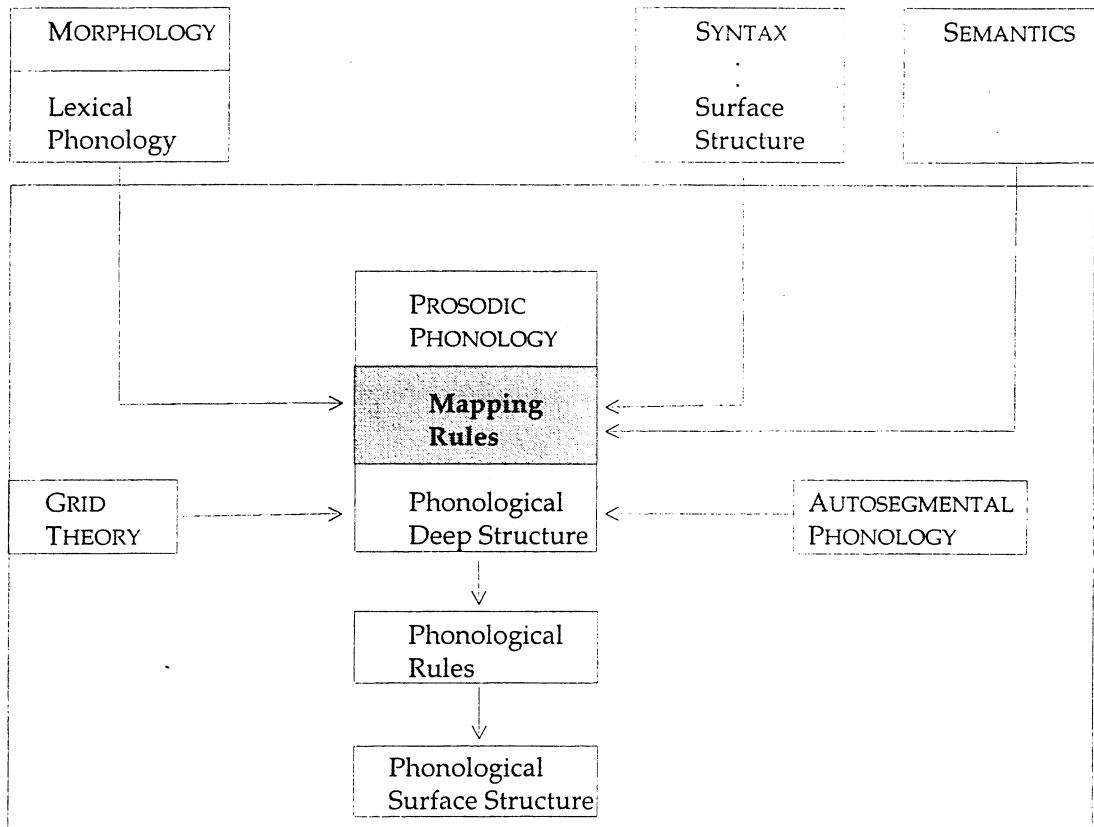 MORPHOLOGY
Lexical
Phonology
SYNTAX
.
.
Surface
Structure
SEMANTICS
PROSODIC
PHONOLOGY
Mapping
Rules
Phonological
Deep Structure
GRID
THEORY
AUTOSEGMENTAL
PHONOLOGY
Phonological
Rules
Phonological
Surface Structure